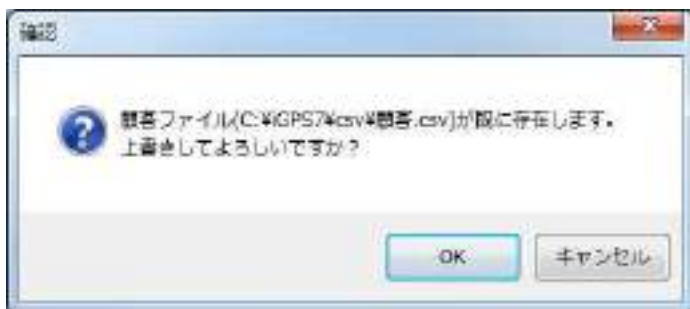 確認
顧客ファイル(C:¥iGPS7¥csv¥顧客.csv)が既に存在します。
上書きしてよろしいですか？
OK
キャンセル